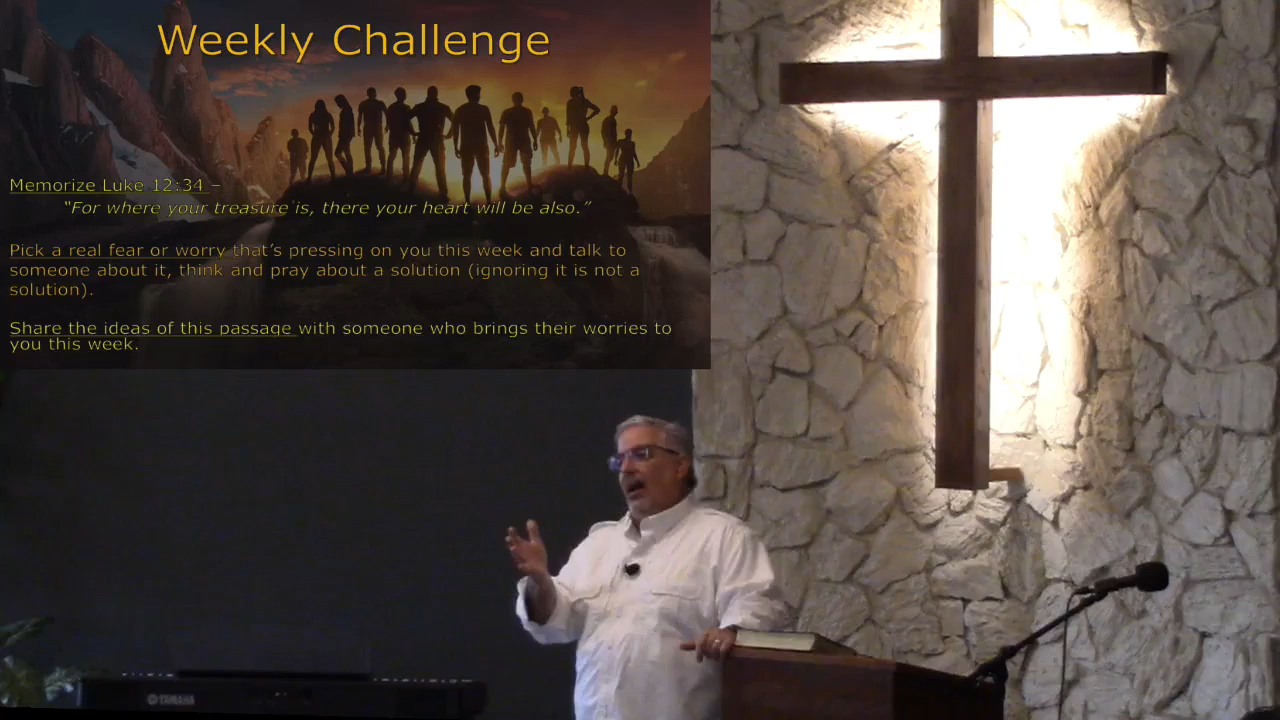 Weekly Challenge
Memorize Luke 12:34 –
“For where your treasure is, there your heart will be also.”
Pick a real fear or worry that’s pressing on you this week and talk to
someone about it, think and pray about a solution (ignoring it is not a
solution).
Share the ideas of this passage with someone who brings their worries to
you this week.
YAMAHA